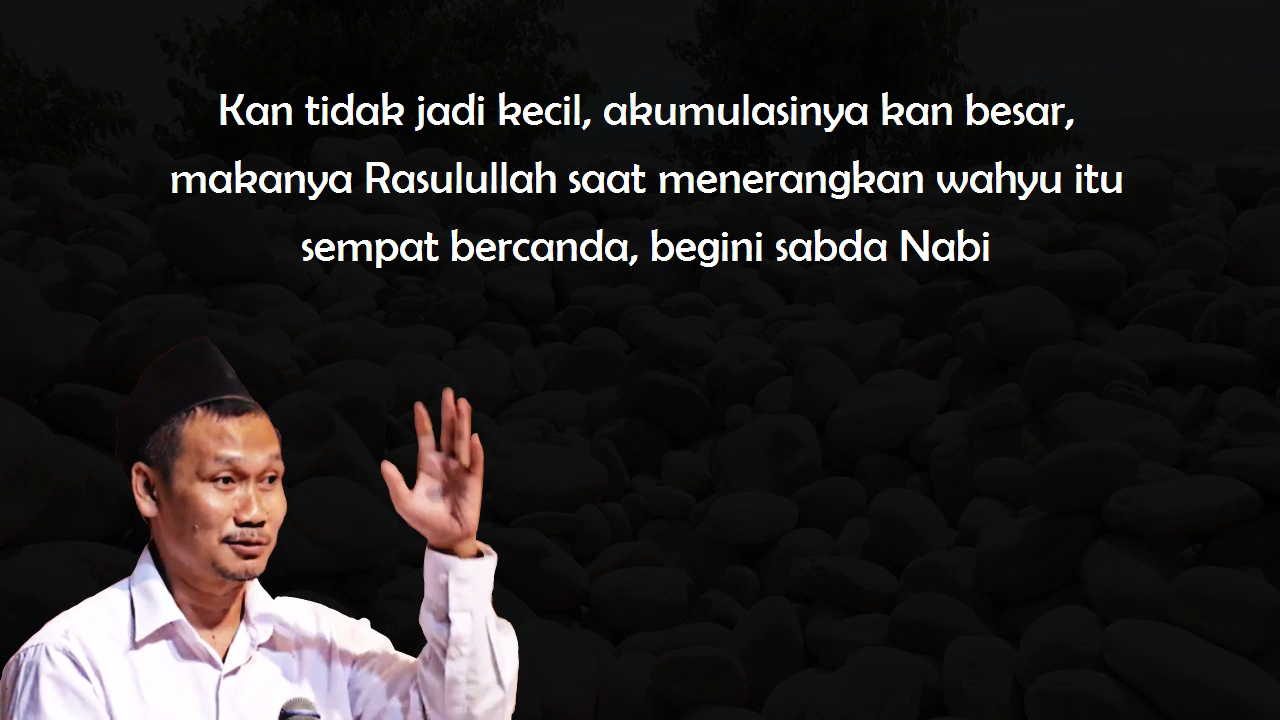 Kan tidak jadi kecil, akumulasinya kan besar,
makanya Rasulullah saat menerangkan wahyu itu
sempat bercanda, begini sabda Nabi